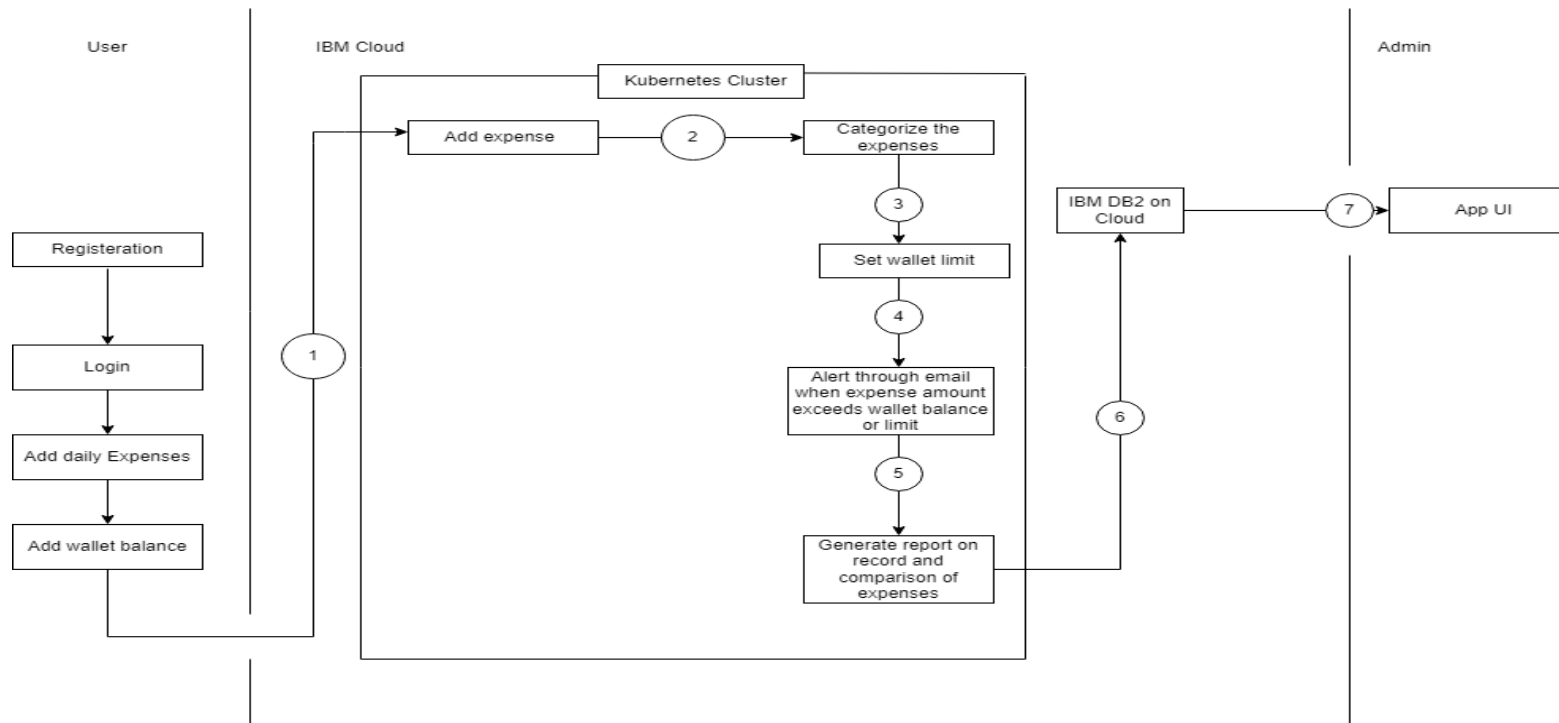 User
IBM Cloud
Admin
Kubernetes Cluster
Add expense
2
Categorize the
expenses
3
IBM DB2 on
Cloud
7
App UI
Registeration
Set wallet limit
4
1
Login
Alert through email
when expense amount
exceeds wallet balance
or limit
6
Add daily Expenses
5
Add wallet balance
Generate report on
record and
comparison of
expenses